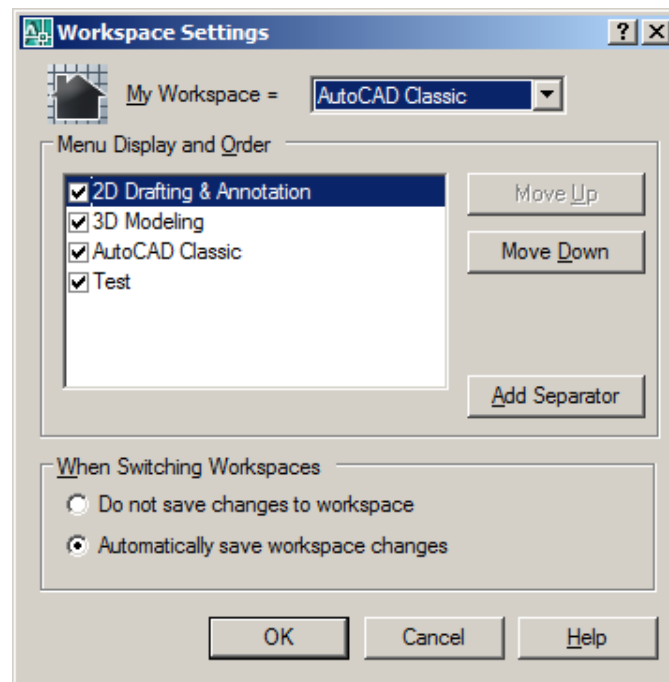 Workspace Settings
My Workspace =
AutoCAD Classic
Menu Display and Order
2D Drafting & Annotation
3D Modeling
AutoCAD Classic
Test
Move Up
Move Down
Add Separator
When Switching Workspaces
Do not save changes to workspace
Automatically save workspace changes
OK
Cancel
Help